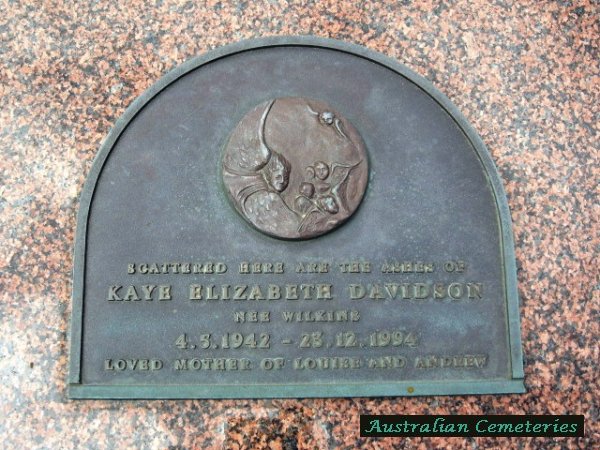 SCATTERED HERE ARE THE ASHES OF
KAYE ELIZABETH DAVIDSON
NEE WILKINS
4.3.1942 - 23.12.1994
LOVED MOTHER OF LOUISE AND ANDREW
Australian Cemeteries